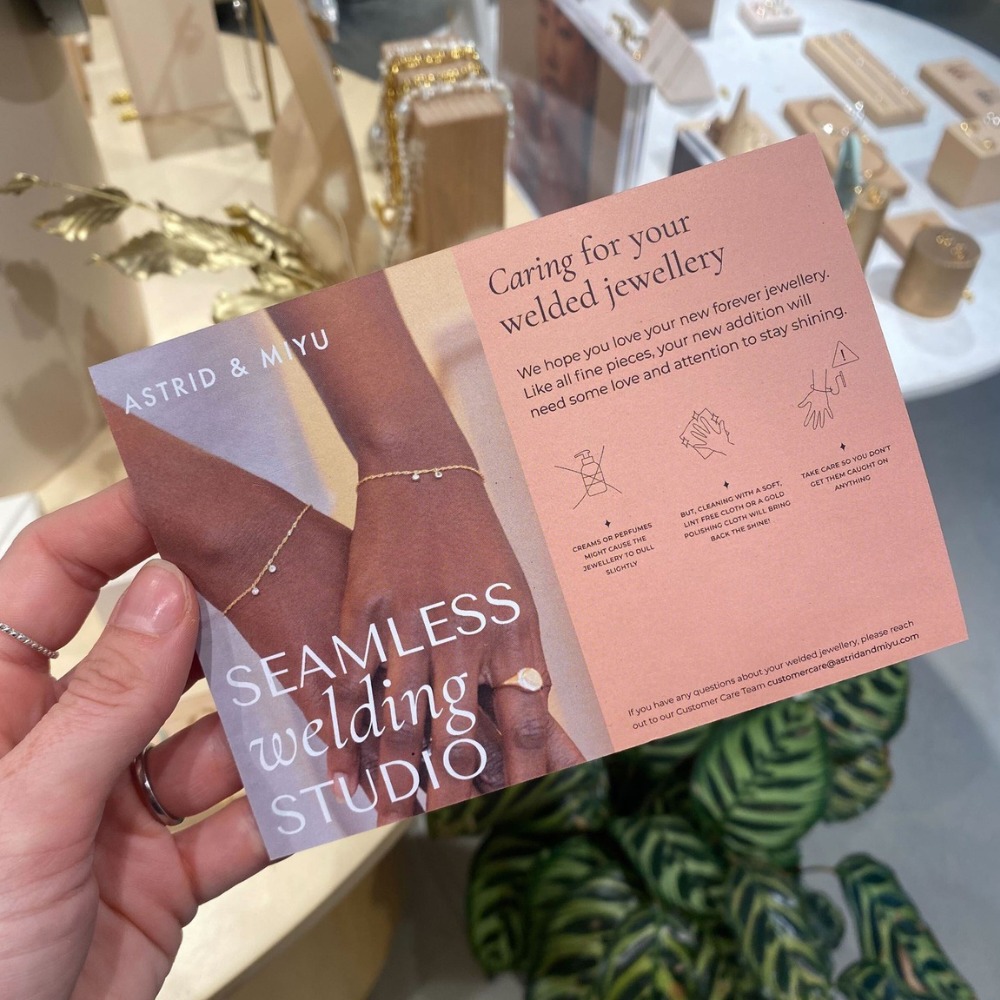 ASTRID & MIYU
SEAMLESS
welding
STUDIO
Caring for your
welded jewellery
We hope you love your new forever jewellery.
Like all fine pieces, your new addition will
need some love and attention to stay shining.
CREAMS OR PERFUMES
MIGHT CAUSE THE
JEWELLERY TO DULL
SLIGHTLY
BUT, CLEANING WITH A SOFT,
LINT FREE CLOTH OR A GOLD
POLISHING CLOTH WILL BRING
BACK THE SHINE!
TAKE CARE SO YOU DON'T
GET THEM CAUGHT ON
ANYTHING
If you have any questions about your welded jewellery, please reach
out to our Customer Care Team customercare@astridandmiyu.com